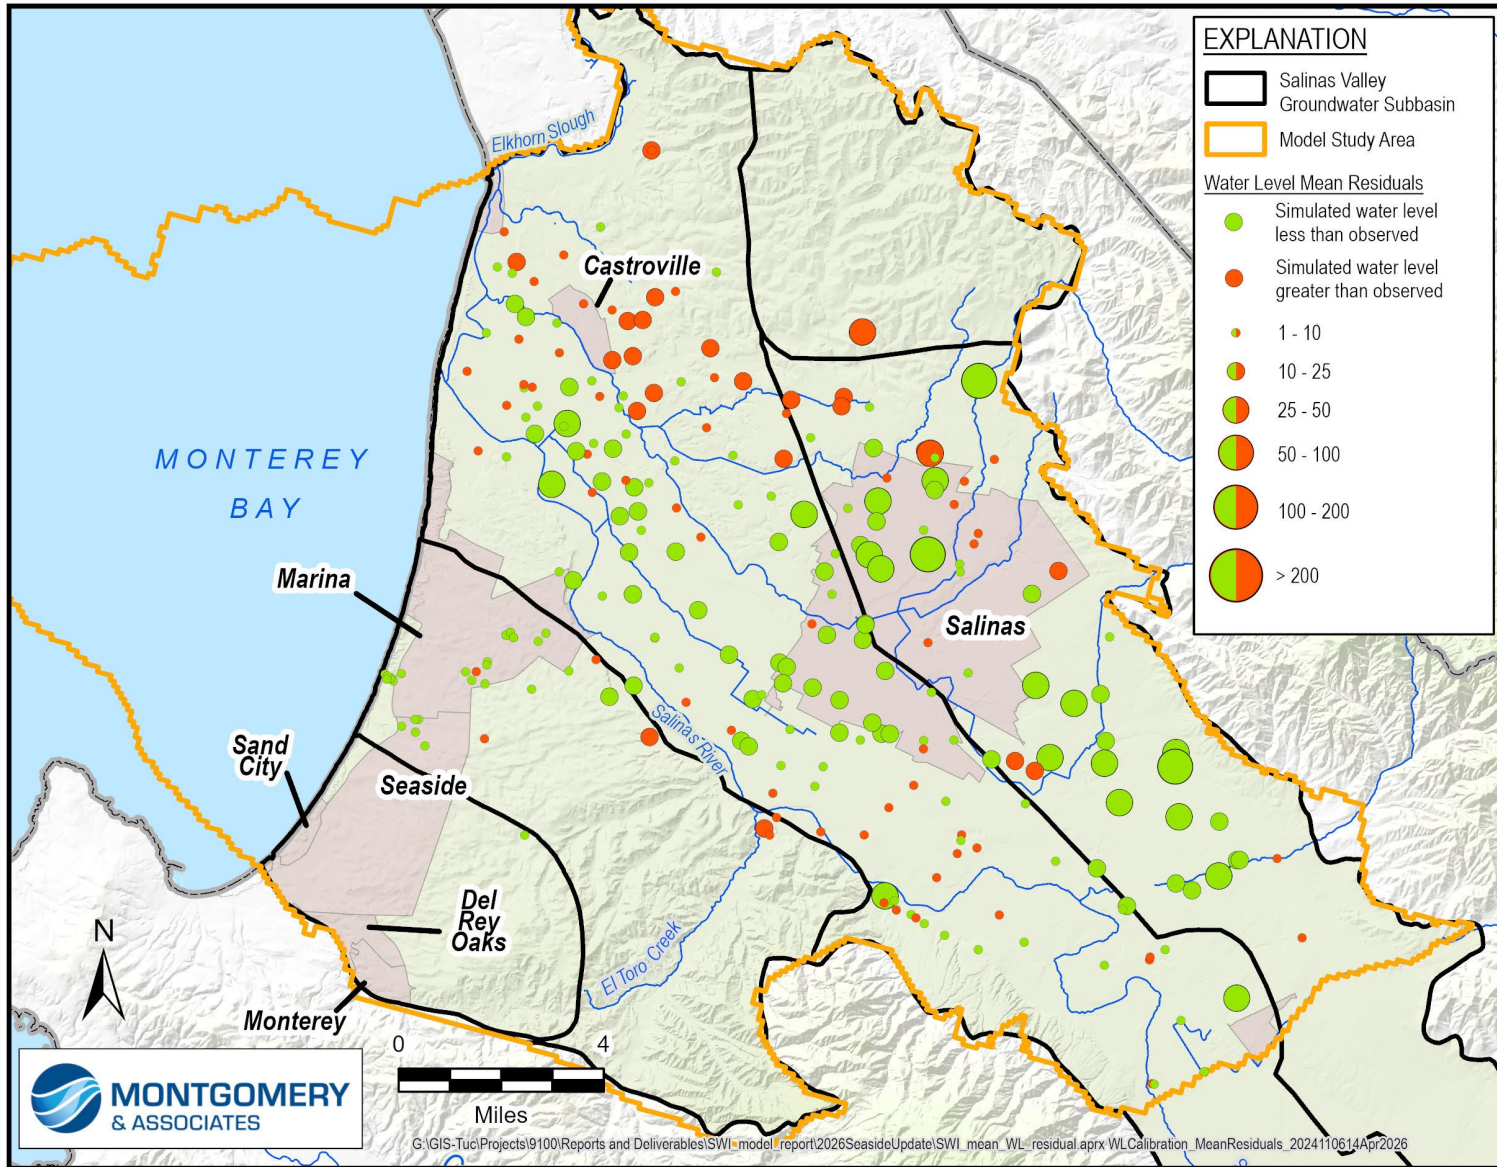 EXPLANATION
Salinas Valley
Groundwater Subbasin
Model Study Area
Water Level Mean Residuals
Simulated water level
less than observed
Simulated water level
greater than observed
1 - 10
10 - 25
25 - 50
50 - 100
100 - 200
> 200
Elkhorn Slough
Castroville
MONTEREY
BAY
Marina
Salinas
Sand
City
Seaside
Salinas River
Del
Rey
Oaks
El Toro Creek
N
Monterey
0 4
Miles
MONTGOMERY
& ASSOCIATES
G:\GIS-Tuc\Projects\9100\Reports and Deliverables\SWI_model_report\2026SeasideUpdate\SWI_mean_WL_residual.aprx WLCalibration_MeanResiduals_2024110614Apr2026